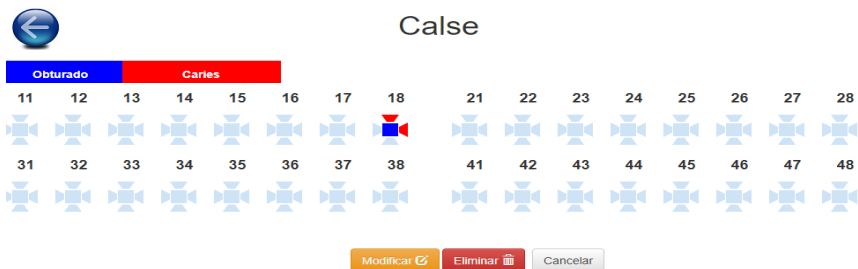 Calse
Obturado Caries
11 12 13 14 15 16 17 18 21 22 23 24 25 26 27 28
31 32 33 34 35 36 37 38 41 42 43 44 45 46 47 48
Modificar Eliminar Cancelar